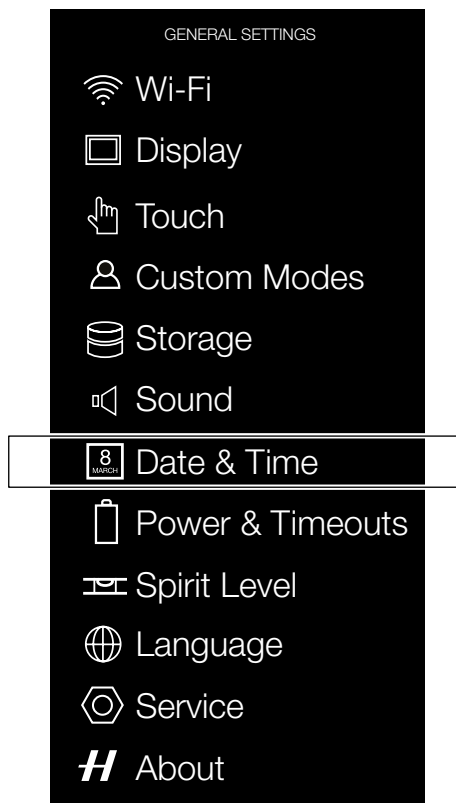 GENERAL SETTINGS
Wi-Fi
Display
Touch
Custom Modes
Storage
Sound
8
MARCH
Date & Time
Power & Timeouts
Spirit Level
Language
Service
H About